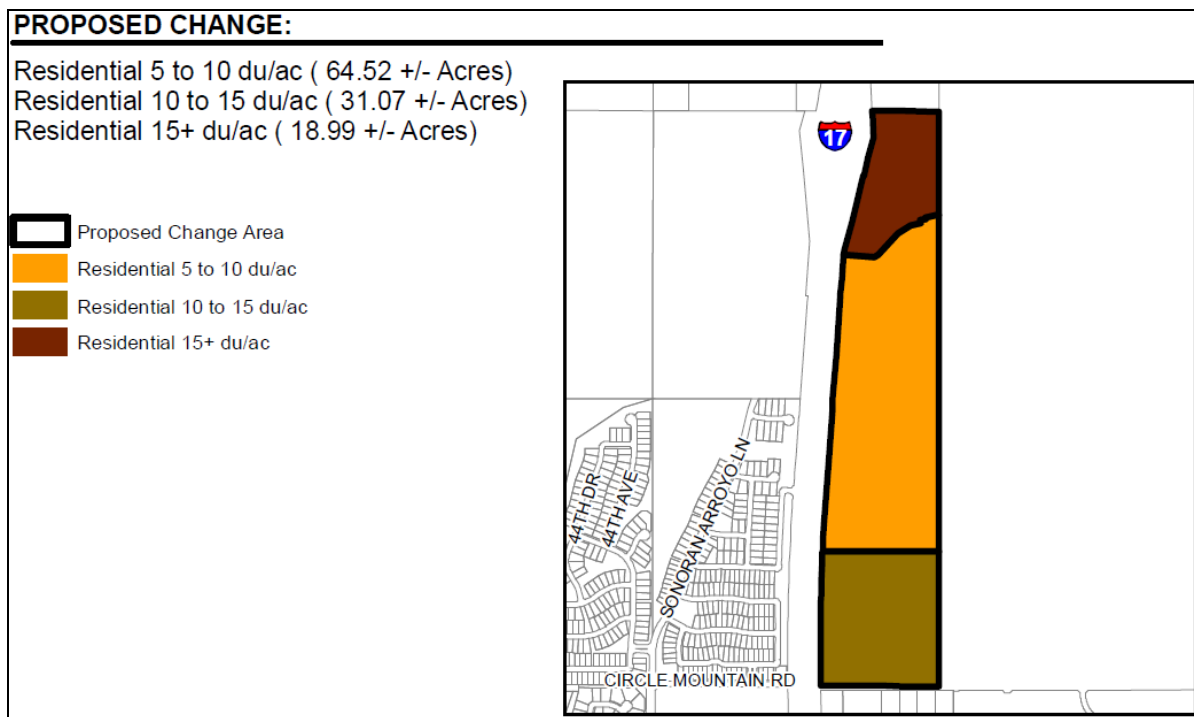 PROPOSED CHANGE:
Residential 5 to 10 du/ac ( 64.52 +/- Acres)
Residential 10 to 15 du/ac ( 31.07 +/- Acres)
Residential 15+ du/ac ( 18.99 +/- Acres)
Proposed Change Area
Residential 5 to 10 du/ac
Residential 10 to 15 du/ac
Residential 15+ du/ac
17
44TH DR
44TH AVE
SONORAN ARROYO LN
CIRCLE MOUNTAIN RD